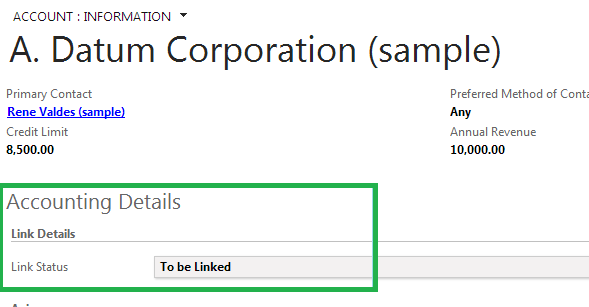 ACCOUNT : INFORMATION
A. Datum Corporation (sample)
Primary Contact
Preferred Method of Conta
Rene Valdes (sample)
Any
Credit Limit
Annual Revenue
8,500.00
10,000.00
Accounting Details
Link Details
Link Status
To be Linked